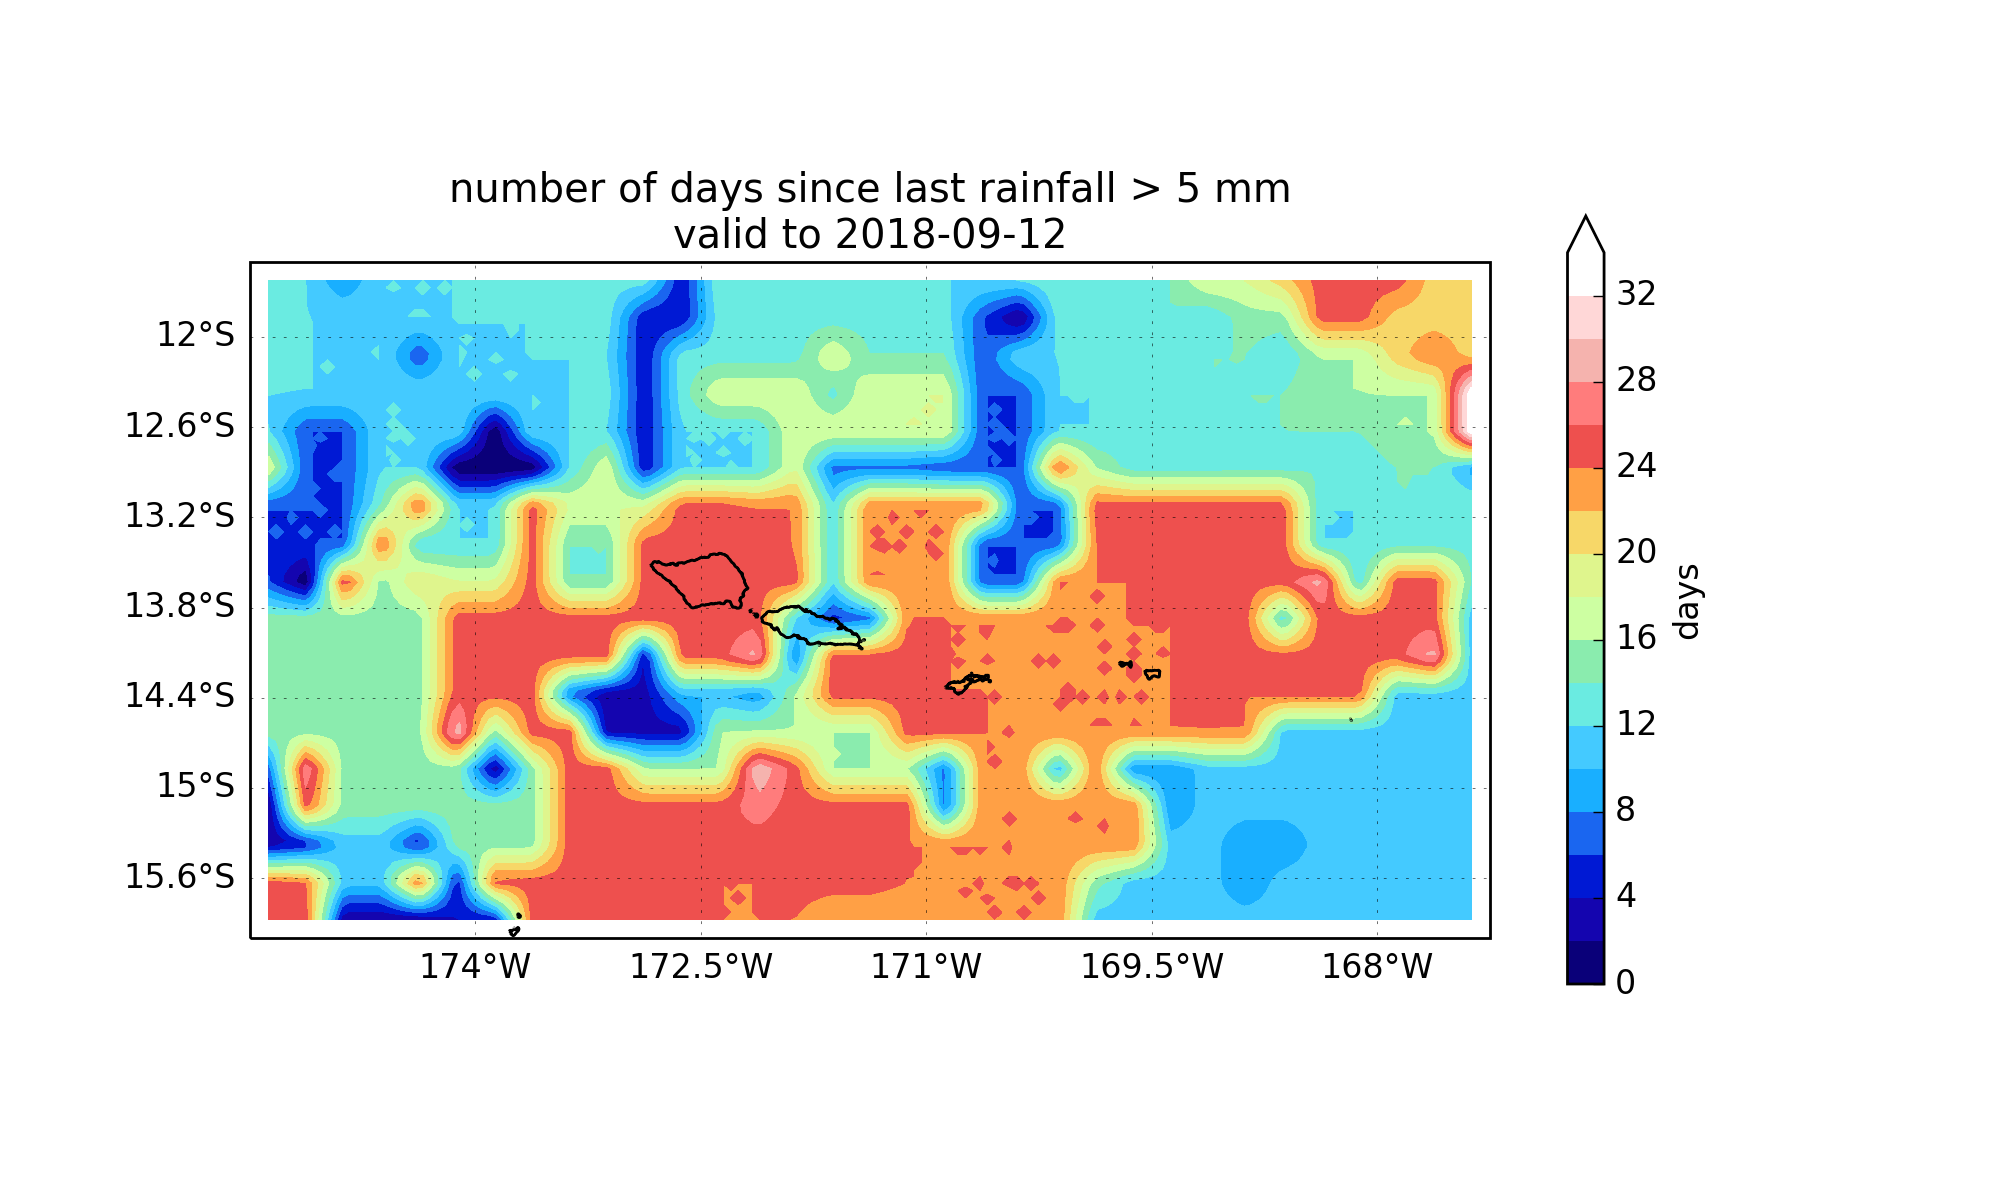 number of days since last rainfall > 5 mm
valid to 2018-09-12
12°S
12.6°S
13.2°S
13.8°S
14.4°S
15°S
15.6°S
174°W
172.5°W
171°W
169.5°W
168°W
32
28
24
20
16
12
8
4
0
days